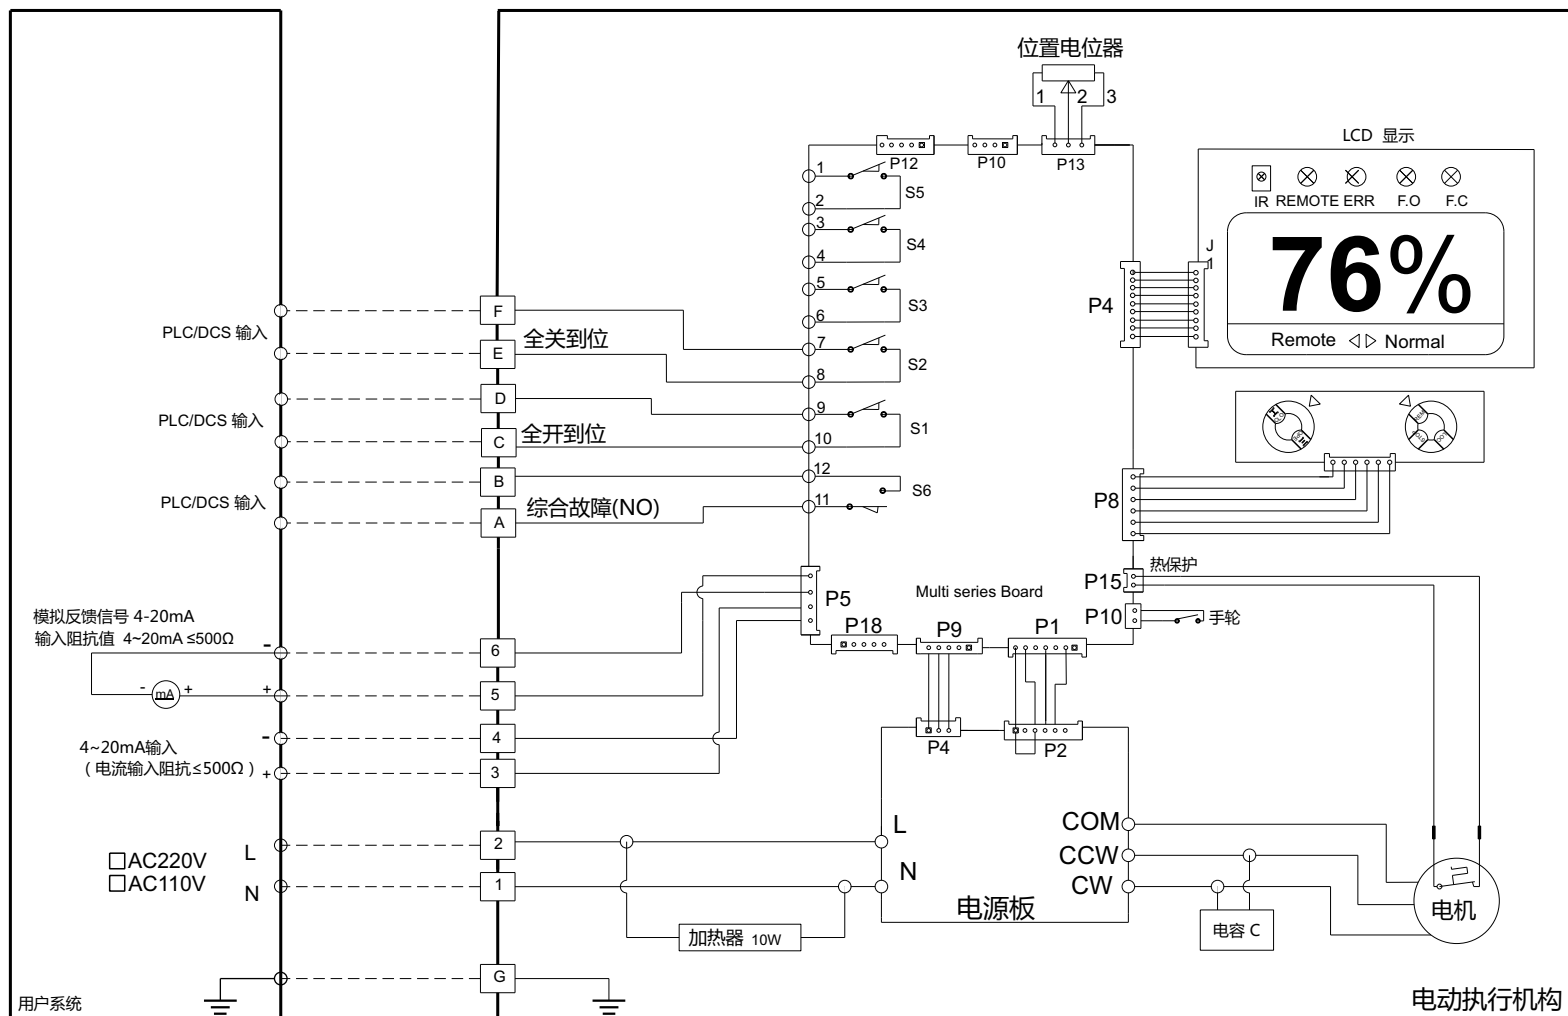 位置电位器
1 2 3
P12 P10 P13
LCD 显示
IR REMOTE ERR F.O F.C
76%
Remote ◁ ▷ Normal
J
1
P4
1
2
S5
3
4
S4
5
6
S3
7
8
S2
9
10
S1
12
11
S6
PLC/DCS 输入
F
E
全关到位
PLC/DCS 输入
D
C
全开到位
PLC/DCS 输入
B
A
综合故障(NO)
P8
P15
热保护
P10
手轮
Multi series Board
P5
P18 P9 P1
模拟反馈信号 4-20mA
输入阻抗值 4~20mA ≤500Ω
-
- mA +
+
6
5
4~20mA输入
( 电流输入阻抗≤500Ω )
-
+
4
3
P4 P2
□AC220V
□AC110V
L
N
2
1
L
N
COM
CCW
CW
电源板
加热器 10W
电容 C
电机
G
用户系统
电动执行机构